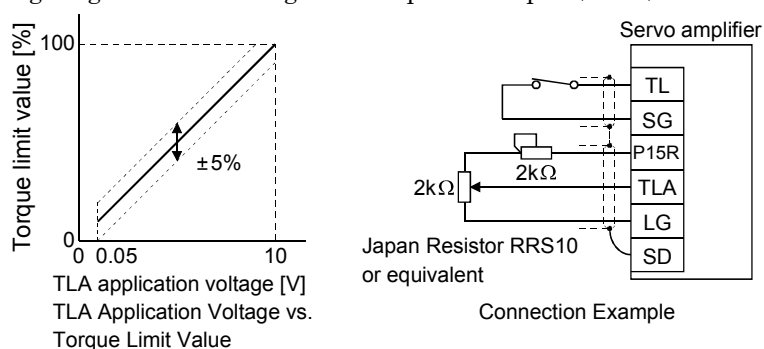 Torque limit value [%]
100
0
±5%
0 0.05
10
TLA application voltage [V]
TLA Application Voltage vs.
Torque Limit Value
Servo amplifier
TL
SG
P15R
2kΩ
2kΩ
TLA
LG
SD
Japan Resistor RRS10
or equivalent
Connection Example